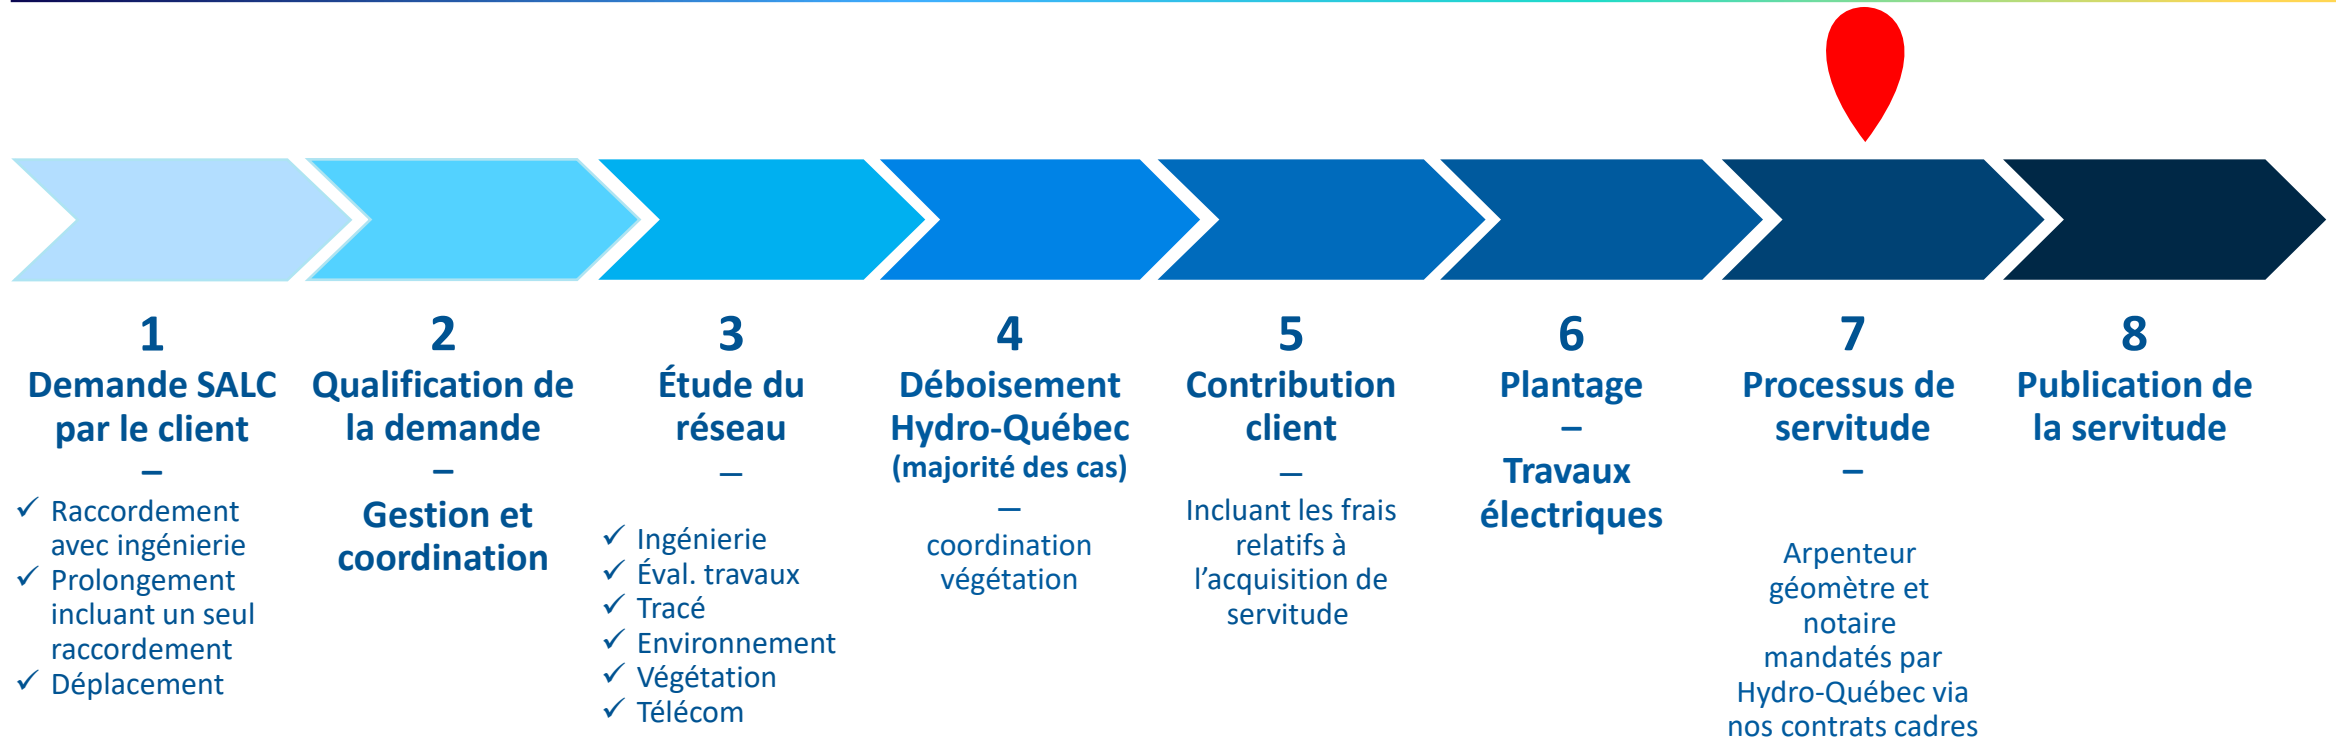 1
Demande SALC
par le client
–
✓ Raccordement
avec ingénierie
✓ Prolongement
incluant un seul
raccordement
✓ Déplacement
2
Qualification de
la demande
–
Gestion et
coordination
3
Étude du
réseau
–
✓ Ingénierie
✓ Éval. travaux
✓ Tracé
✓ Environnement
✓ Végétation
✓ Télécom
4
Déboisement
Hydro-Québec
(majorité des cas)
–
coordination
végétation
5
Contribution
client
–
Incluant les frais
relatifs à
l’acquisition de
servitude
6
Plantage
–
Travaux
électriques
7
Processus de
servitude
–
Arpenteur
géomètre et
notaire
mandatés par
Hydro-Québec via
nos contrats cadres
8
Publication de
la servitude